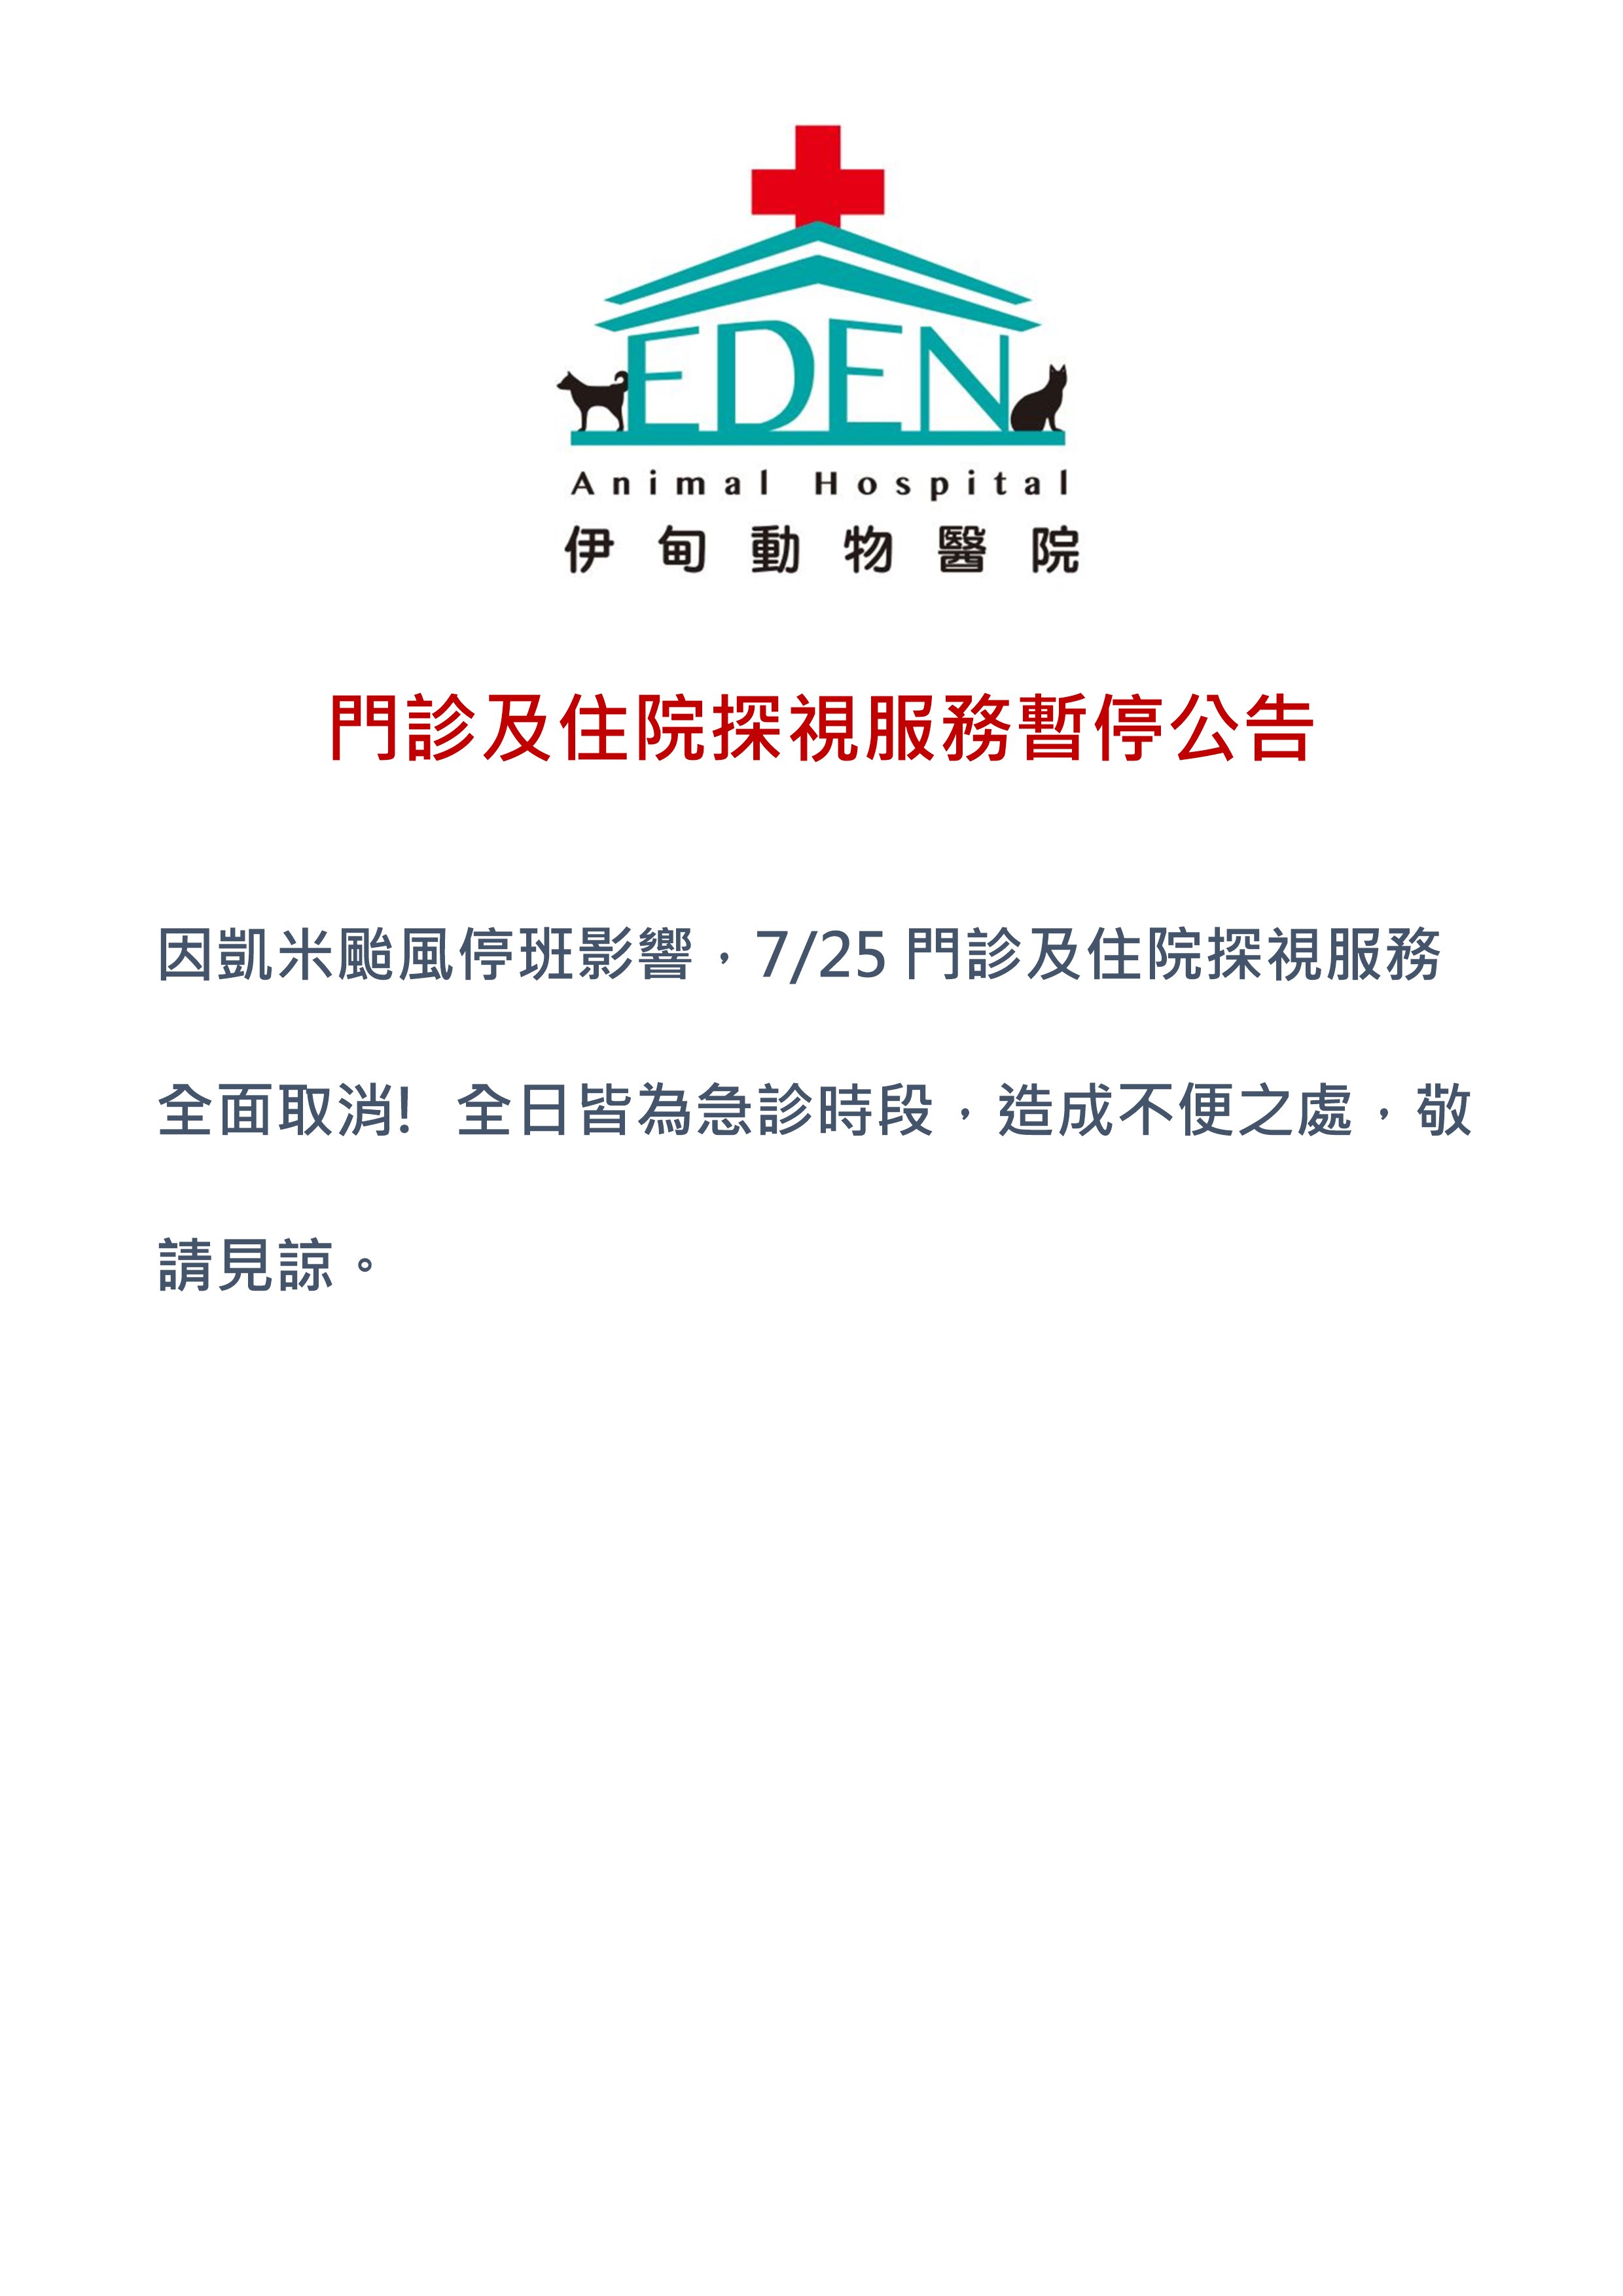 EDEN
Animal Hospital
伊甸動物醫院
門診及住院探視服務暫停公告
因凱米颱風停班影響，7/25 門診及住院探視服務
全面取消! 全日皆為急診時段，造成不便之處，敬
請見諒。